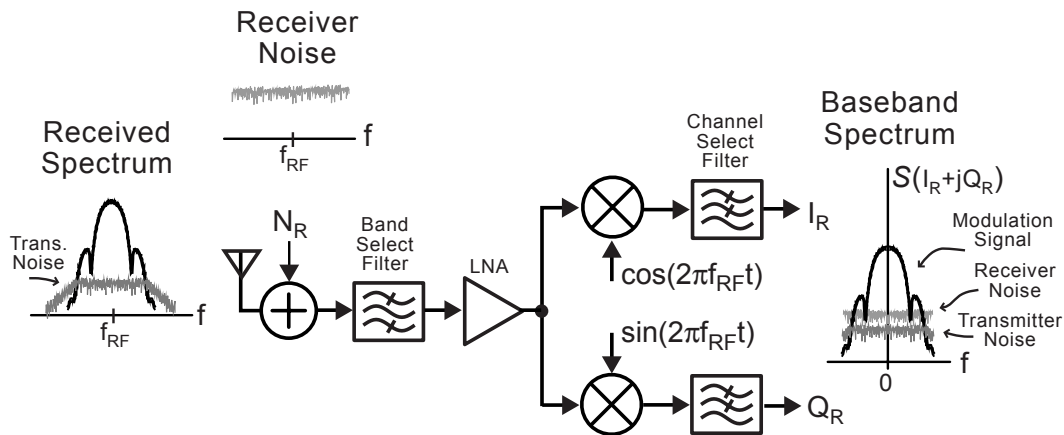 Receiver
Noise
f
f_RF
Received
Spectrum
Trans.
Noise
f
f_RF
N_R
Band
Select
Filter
LNA
cos(2πf_RFt)
sin(2πf_RFt)
Channel
Select
Filter
I_R
Q_R
Baseband
Spectrum
S(I_R+jQ_R)
Modulation
Signal
Receiver
Noise
Transmitter
Noise
f
0